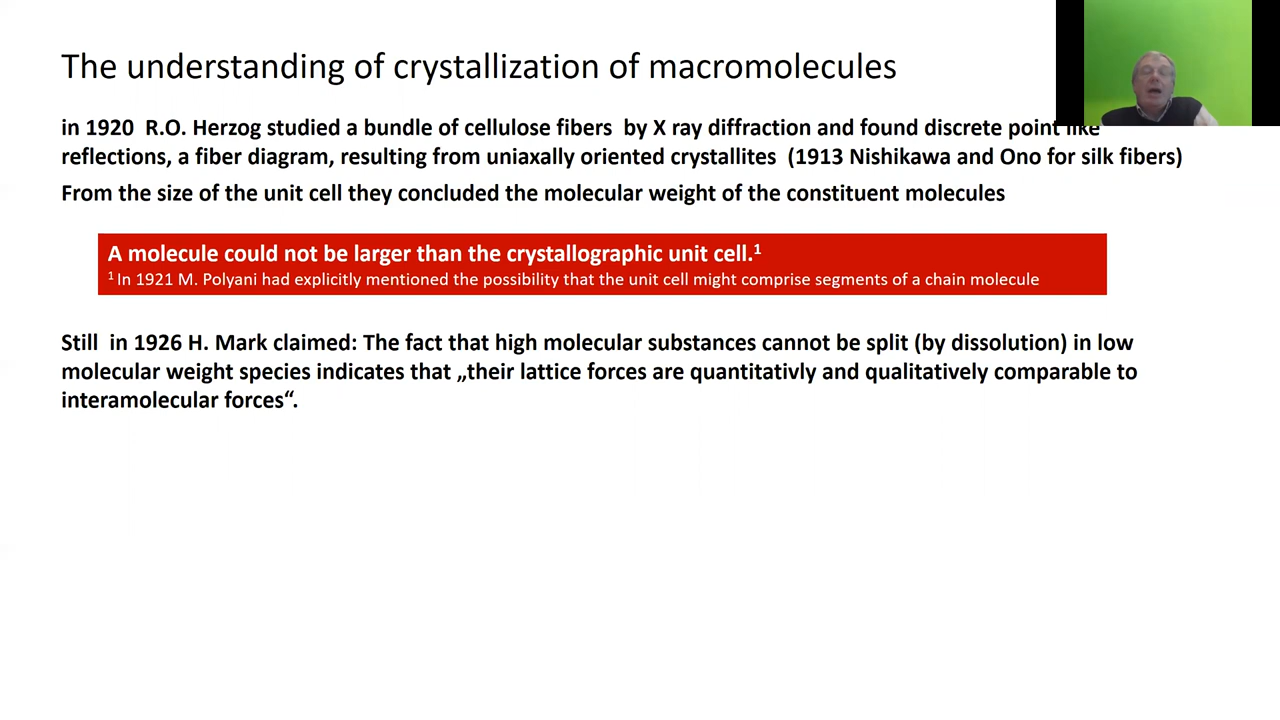 The understanding of crystallization of macromolecules
in 1920 R.O. Herzog studied a bundle of cellulose fibers by X ray diffraction and found discrete point like
reflections, a fiber diagram, resulting from uniaxally oriented crystallites (1913 Nishikawa and Ono for silk fibers)
From the size of the unit cell they concluded the molecular weight of the constituent molecules
A molecule could not be larger than the crystallographic unit cell.¹
¹ In 1921 M. Polyani had explicitly mentioned the possibility that the unit cell might comprise segments of a chain molecule
Still in 1926 H. Mark claimed: The fact that high molecular substances cannot be split (by dissolution) in low
molecular weight species indicates that „their lattice forces are quantitativly and qualitatively comparable to
interamolecular forces“.